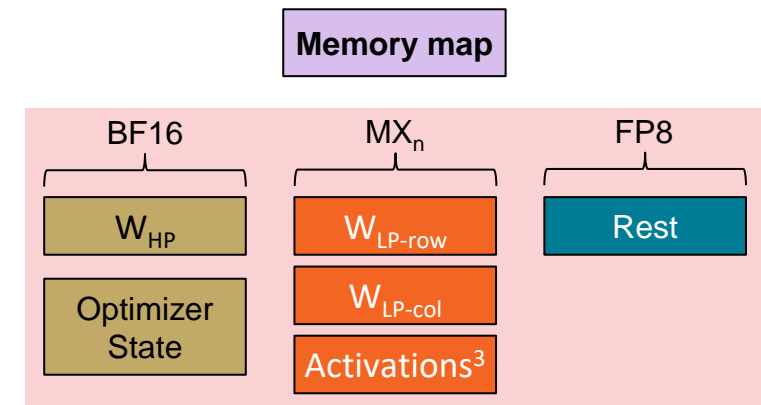 Memory map
BF16
MXn
FP8
WHP
WLP-row
Rest
Optimizer
State
WLP-col
Activations3